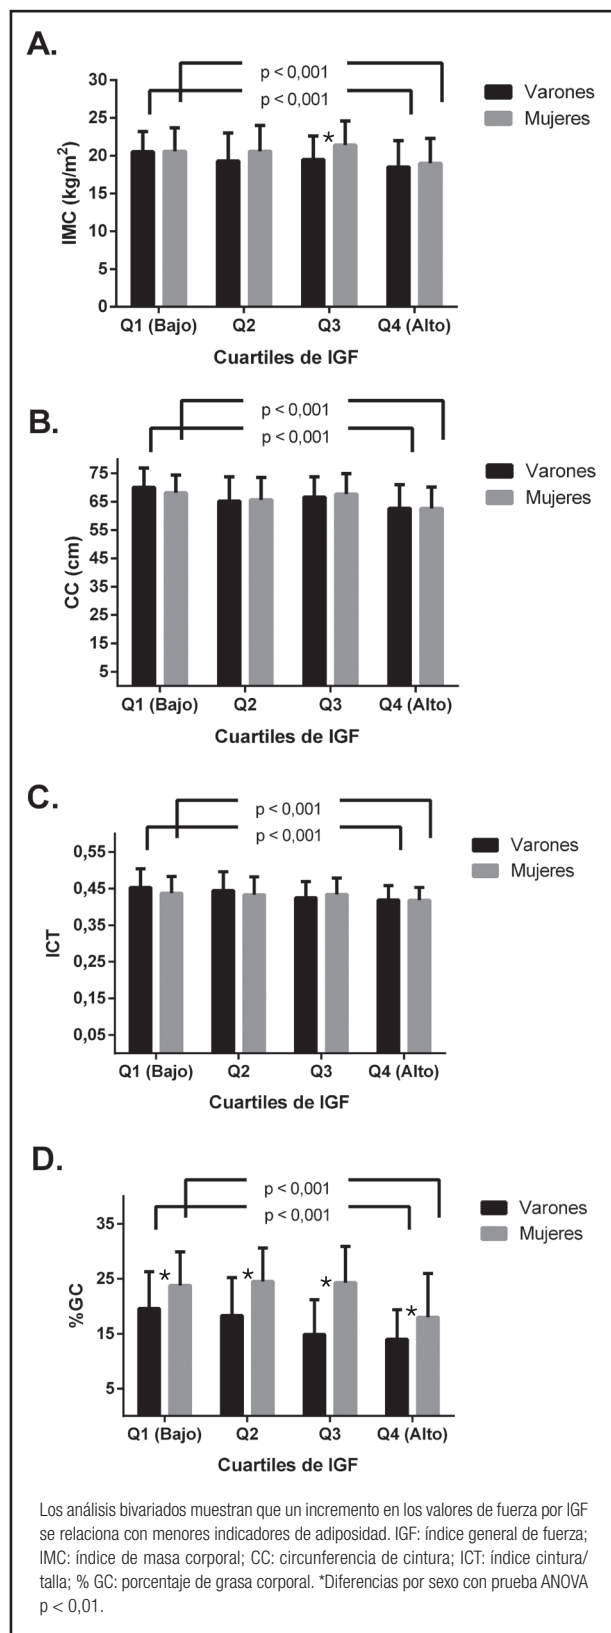 A.
p < 0,001
p < 0,001
Varones
Mujeres
30
25
20
15
10
5
0
IMC (kg/m²)
*
Q1 (Bajo) Q2 Q3 Q4 (Alto)
Cuartiles de IGF
B.
p < 0,001
p < 0,001
Varones
Mujeres
75
65
55
45
35
25
15
5
CC (cm)
Q1 (Bajo) Q2 Q3 Q4 (Alto)
Cuartiles de IGF
C.
p < 0,001
p < 0,001
Varones
Mujeres
0,55
0,45
0,35
0,25
0,15
0,05
ICT
Q1 (Bajo) Q2 Q3 Q4 (Alto)
Cuartiles de IGF
D.
p < 0,001
p < 0,001
Varones
Mujeres
35
25
15
5
%GC
* * * *
Q1 (Bajo) Q2 Q3 Q4 (Alto)
Cuartiles de IGF
Los análisis bivariados muestran que un incremento en los valores de fuerza por IGF
se relaciona con menores indicadores de adiposidad. IGF: índice general de fuerza;
IMC: índice de masa corporal; CC: circunferencia de cintura; ICT: índice cintura/
talla; % GC: porcentaje de grasa corporal. *Diferencias por sexo con prueba ANOVA
p < 0,01.